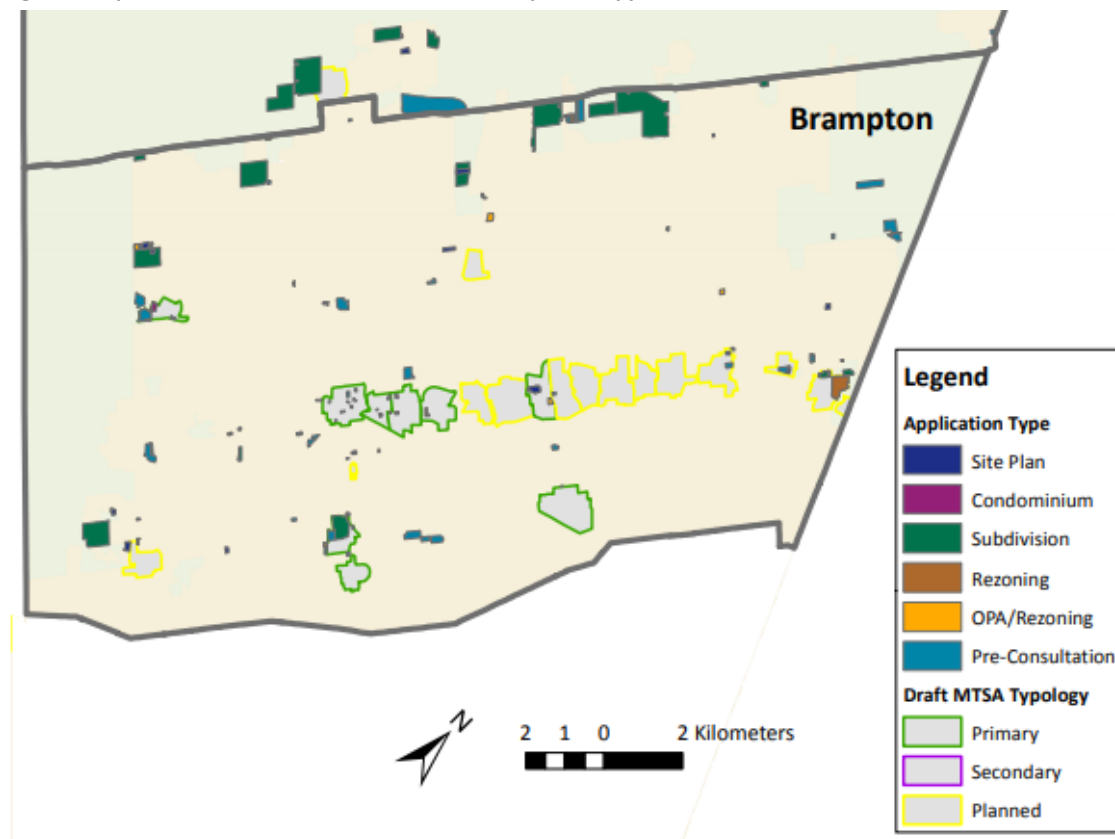 Brampton
Legend
Application Type
Site Plan
Condominium
Subdivision
Rezoning
OPA/Rezoning
Pre-Consultation
Draft MTSA Typology
Primary
Secondary
Planned
N
2 1 0 2 Kilometers